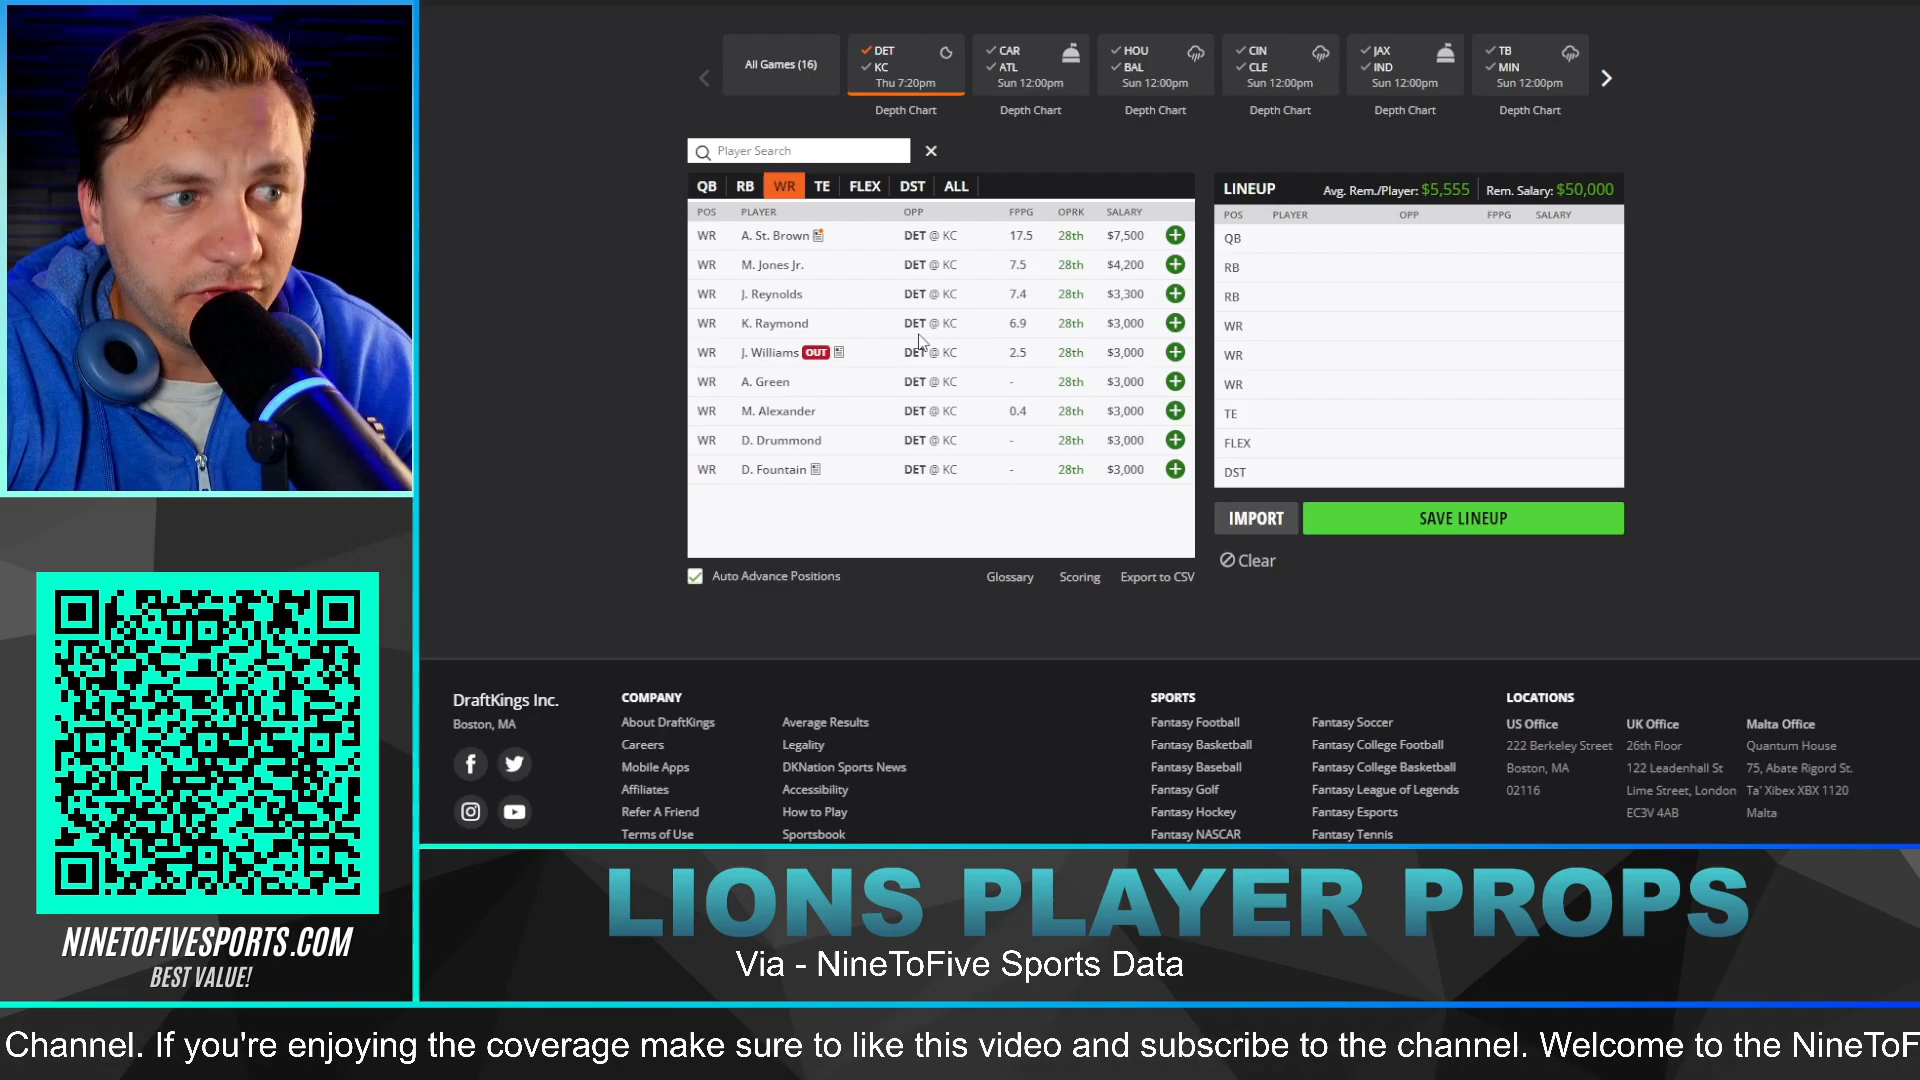 All Games (16)
DET
KC
Thu 7:20pm
Depth Chart
CAR
ATL
Sun 12:00pm
Depth Chart
HOU
BAL
Sun 12:00pm
Depth Chart
CIN
CLE
Sun 12:00pm
Depth Chart
JAX
IND
Sun 12:00pm
Depth Chart
TB
MIN
Sun 12:00pm
Depth Chart
Player Search
QB RB WR TE FLEX DST ALL
POS PLAYER OPP FPPG OPRK SALARY
WR A. St. Brown DET @ KC 17.5 28th $7,500
WR M. Jones Jr. DET @ KC 7.5 28th $4,200
WR J. Reynolds DET @ KC 7.4 28th $3,300
WR K. Raymond DET @ KC 6.9 28th $3,000
WR J. Williams OUT DET @ KC 2.5 28th $3,000
WR A. Green DET @ KC - 28th $3,000
WR M. Alexander DET @ KC 0.4 28th $3,000
WR D. Drummond DET @ KC - 28th $3,000
WR D. Fountain DET @ KC - 28th $3,000
Auto Advance Positions Glossary Scoring Export to CSV
LINEUP Avg. Rem./Player: $5,555 Rem. Salary: $50,000
POS PLAYER OPP FPPG SALARY
QB
RB
RB
WR
WR
WR
TE
FLEX
DST
IMPORT SAVE LINEUP
Clear
DraftKings Inc.
Boston, MA
COMPANY
About DraftKings
Careers
Mobile Apps
Affiliates
Refer A Friend
Terms of Use
Average Results
Legality
DKNation Sports News
Accessibility
How to Play
Sportsbook
SPORTS
Fantasy Football
Fantasy Basketball
Fantasy Baseball
Fantasy Golf
Fantasy Hockey
Fantasy NASCAR
Fantasy Soccer
Fantasy College Football
Fantasy College Basketball
Fantasy League of Legends
Fantasy Esports
Fantasy Tennis
LOCATIONS
US Office
222 Berkeley Street
Boston, MA
02116
UK Office
26th Floor
122 Leadenhall St
Lime Street, London
EC3V 4AB
Malta Office
Quantum House
75, Abate Rigord St.
Ta' Xibex XBX 1120
Malta
NINETOFIVESPORTS.COM
BEST VALUE!
LIONS PLAYER PROPS
Via - NineToFive Sports Data
Channel. If you're enjoying the coverage make sure to like this video and subscribe to the channel. Welcome to the NineToF